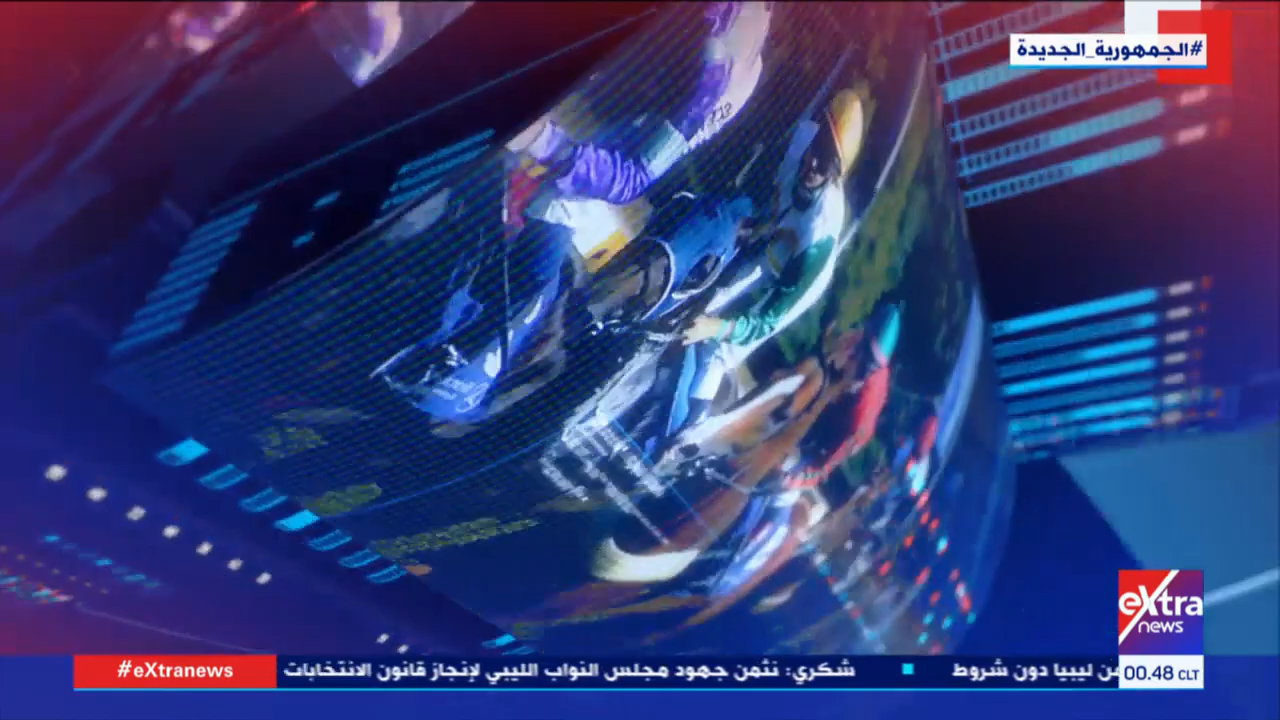 #الجمهورية_الجديدة
eXtra
news
00.48 CLT
ن ليبيا دون شروط ■ شكري: نثمن جهود مجلس النواب الليبي لإنجاز قانون الانتخابات
#eXtranews